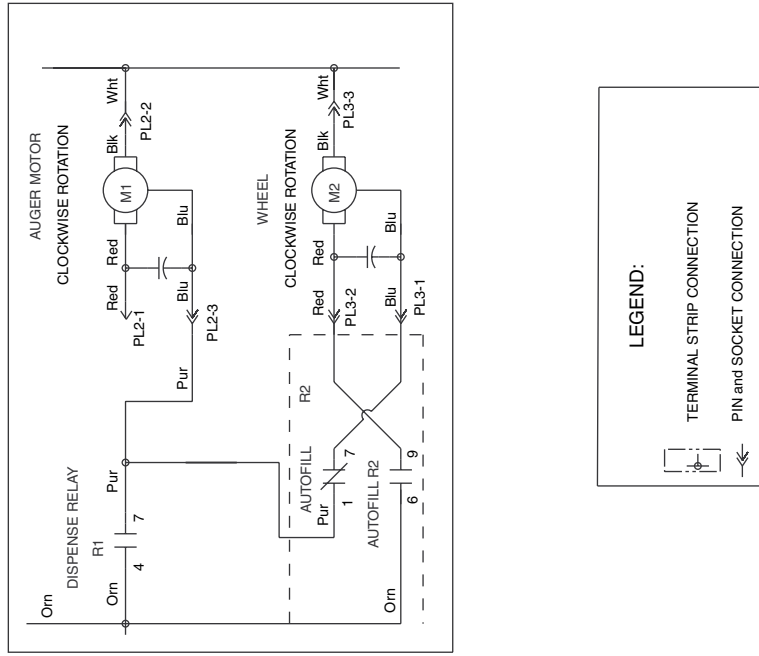 AUGER MOTOR
CLOCKWISE ROTATION
Wht
PL2-2
Blk
M1
Red
Blu
Red
Blu
PL2-1
PL2-3
Pur
DISPENSE RELAY
R1
Pur
7
4
Orn
Orn
WHEEL
CLOCKWISE ROTATION
Wht
PL3-3
Blk
M2
Red
Blu
Red
Blu
PL3-2
PL3-1
R2
AUTOFILL
Pur
7
1
AUTOFILL R2
9
6
Orn
LEGEND:
TERMINAL STRIP CONNECTION
PIN and SOCKET CONNECTION